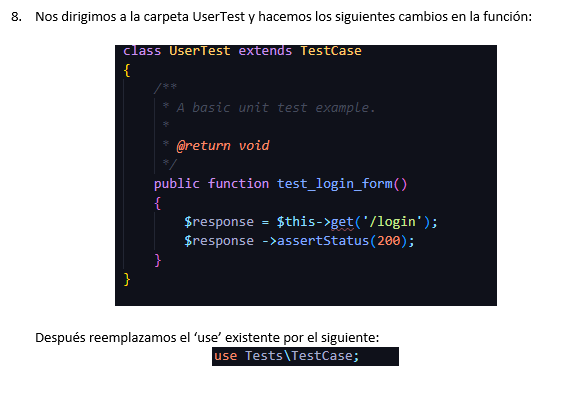 8. Nos dirigimos a la carpeta UserTest y hacemos los siguientes cambios en la función:
class UserTest extends TestCase
{
/**
* A basic unit test example.
*
* @return void
*/
public function test_login_form()
{
$response = $this->get('/login');
$response ->assertStatus(200);
}
}
Después reemplazamos el ‘use’ existente por el siguiente:
use Tests\TestCase;